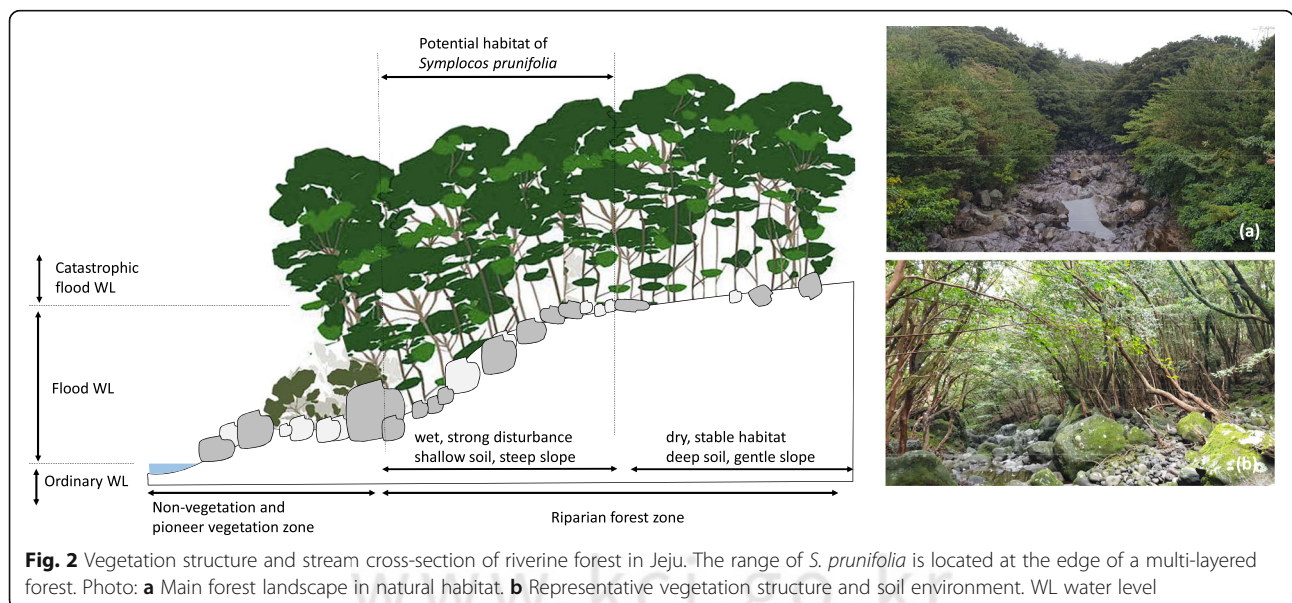 Potential habitat of
Symplocos prunifolia
Catastrophic
flood WL
Flood WL
Ordinary WL
wet, strong disturbance
shallow soil, steep slope
dry, stable habitat
deep soil, gentle slope
Non-vegetation and
pioneer vegetation zone
Riparian forest zone
(a)
(b)
Fig. 2 Vegetation structure and stream cross-section of riverine forest in Jeju. The range of S. prunifolia is located at the edge of a multi-layered
forest. Photo: a Main forest landscape in natural habitat. b Representative vegetation structure and soil environment. WL water level
www.kci.go.kr